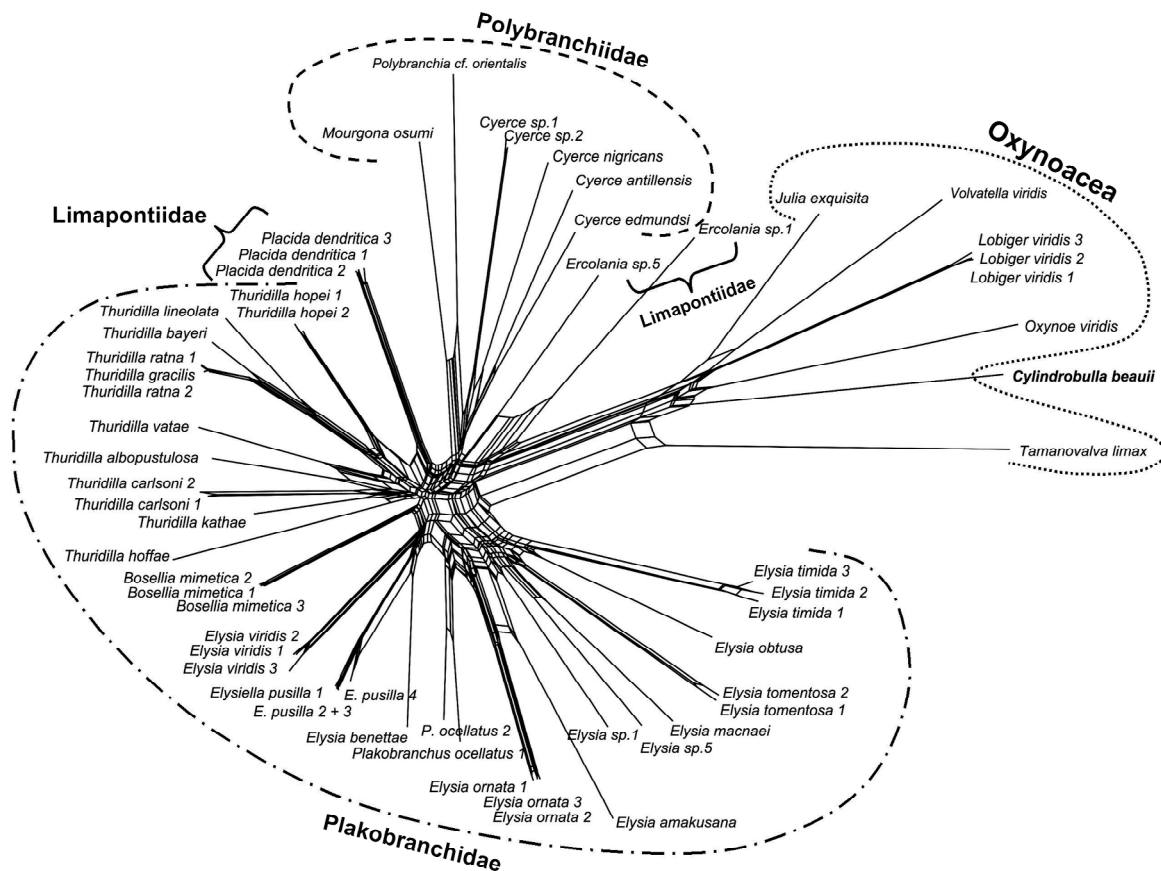 Polybranchiidae
Polybranchia cf. orientalis
Mourgona osumi
Cyerce sp.1
Cyerce sp.2
Cyerce nigricans
Cyerce antillensis
Cyerce edmundsi
Ercolania sp.1
Ercolania sp.5
Limapontiidae
Oxynoacea
Julia oxquisita
Volvatella viridis
Lobiger viridis 3
Lobiger viridis 2
Lobiger viridis 1
Oxynoe viridis
Cylindrobulla beauii
Tamanovalva limax
Limapontiidae
Placida dendritica 3
Placida dendritica 1
Placida dendritica 2
Thuridilla hopei 1
Thuridilla hopei 2
Thuridilla lineolata
Thuridilla bayeri
Thuridilla ratna 1
Thuridilla gracilis
Thuridilla ratna 2
Thuridilla vatae
Thuridilla albopustulosa
Thuridilla carlsoni 2
Thuridilla carlsoni 1
Thuridilla kathae
Thuridilla hoffae
Bosellia mimetica 2
Bosellia mimetica 1
Bosellia mimetica 3
Elysia viridis 2
Elysia viridis 1
Elysia viridis 3
Elysiella pusilla 1
E. pusilla 4
E. pusilla 2 + 3
Elysia benettae
P. ocellatus 2
Plakobranchus ocellatus 1
Elysia ornata 1
Elysia ornata 3
Elysia ornata 2
Elysia amakusana
Elysia sp.1
Elysia sp.5
Elysia macnaei
Elysia tomentosa 2
Elysia tomentosa 1
Elysia obtusa
Elysia timida 3
Elysia timida 2
Elysia timida 1
Plakobranchidae